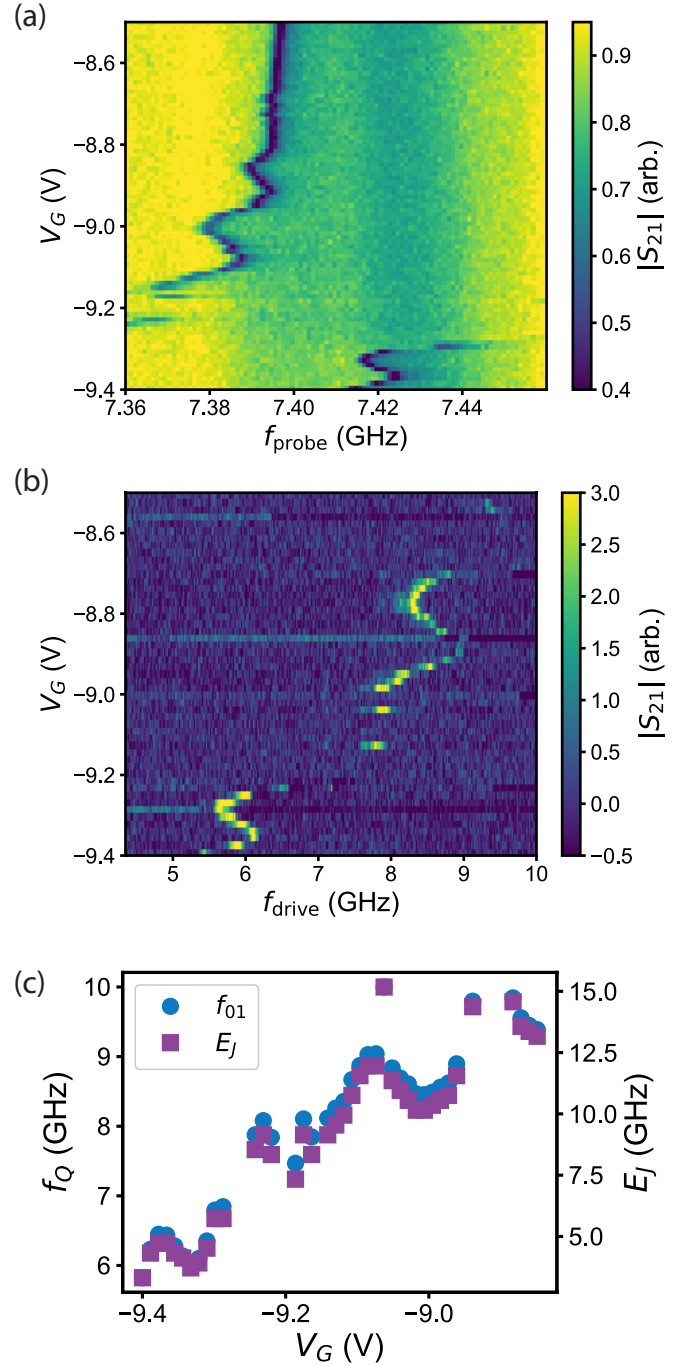 (a)
−8.6
−8.8
−9.0
−9.2
−9.4
V_G (V)
7.36 7.38 7.40 7.42 7.44
f_probe (GHz)
0.9
0.8
0.7
0.6
0.5
0.4
|S_21| (arb.)
(b)
−8.6
−8.8
−9.0
−9.2
−9.4
V_G (V)
5 6 7 8 9 10
f_drive (GHz)
3.0
2.5
2.0
1.5
1.0
0.5
0.0
−0.5
|S_21| (arb.)
(c)
f_01
E_J
10
9
8
7
6
f_Q (GHz)
15.0
12.5
10.0
7.5
5.0
E_J (GHz)
−9.4 −9.2 −9.0
V_G (V)